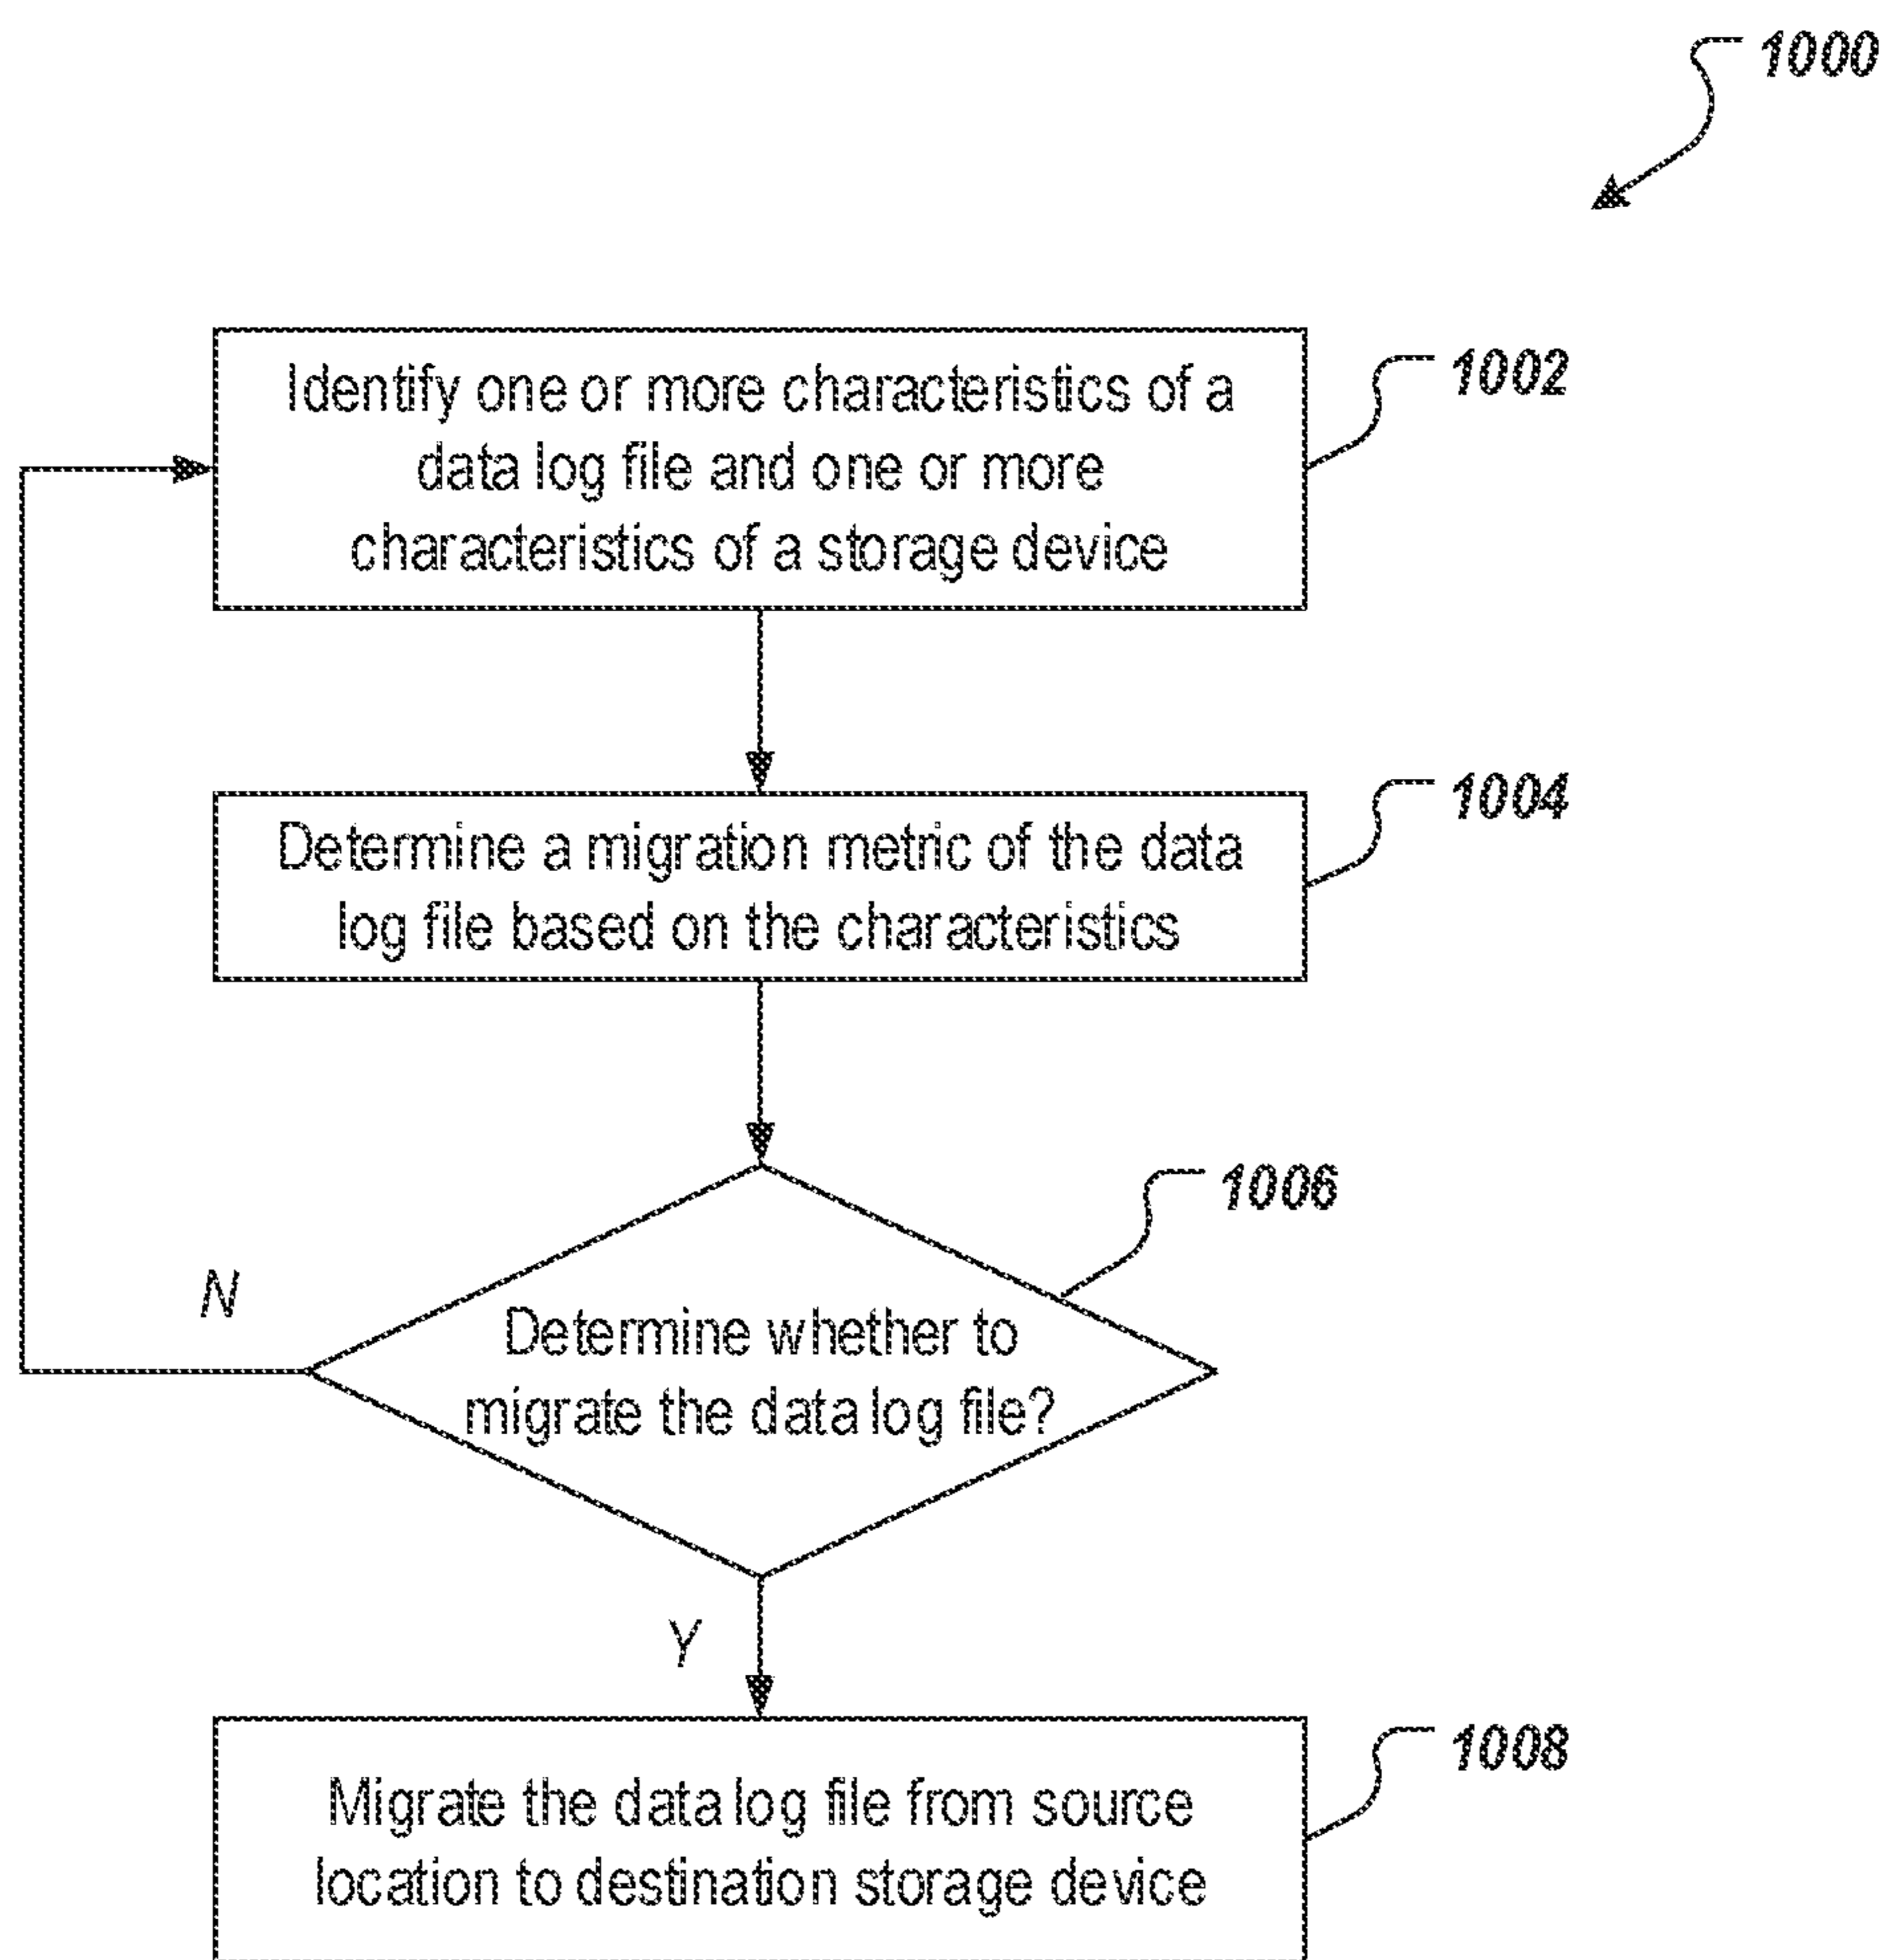 1000
Identify one or more characteristics of a
data log file and one or more
characteristics of a storage device
1002
Determine a migration metric of the data
log file based on the characteristics
1004
1006
Determine whether to
migrate the data log file?
N
Y
Migrate the data log file from source
location to destination storage device
1008